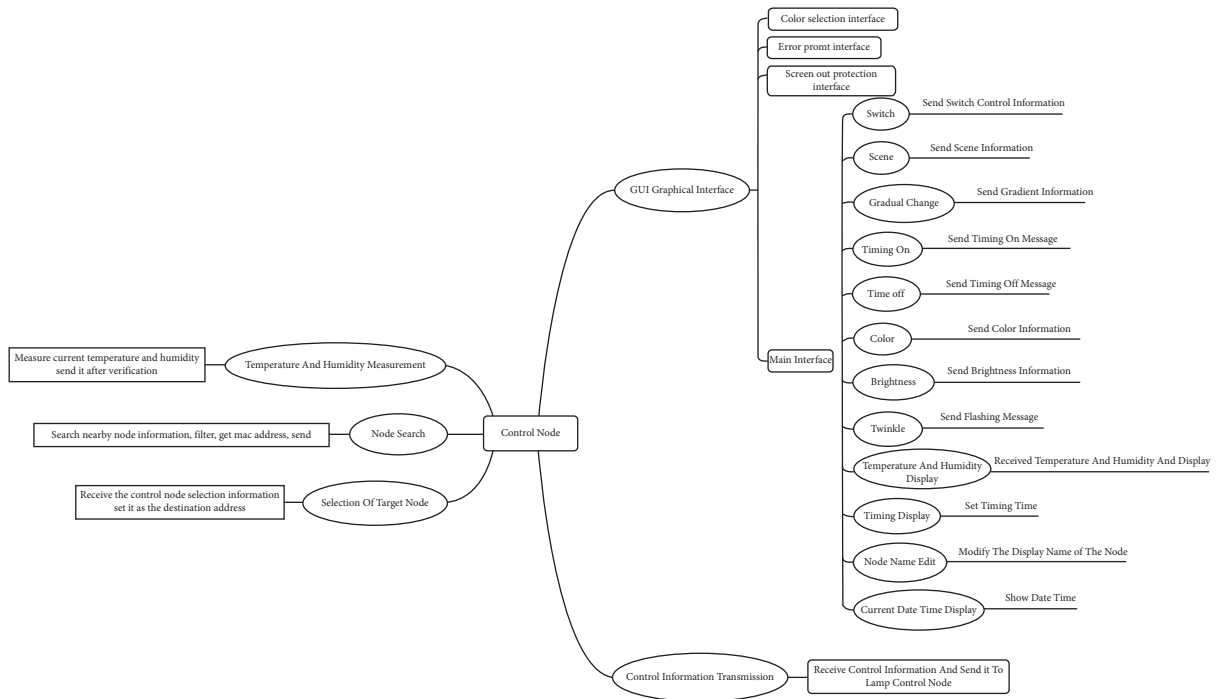 Color selection interface
Error promt interface
Screen out protection
interface
Switch
Send Switch Control Information
Scene
Send Scene Information
GUI Graphical Interface
Gradual Change
Send Gradient Information
Timing On
Send Timing On Message
Time off
Send Timing Off Message
Color
Send Color Information
Main Interface
Brightness
Send Brightness Information
Twinkle
Send Flashing Message
Temperature And Humidity
Display
Received Temperature And Humidity And Display
Timing Display
Set Timing Time
Node Name Edit
Modify The Display Name of The Node
Current Date Time Display
Show Date Time
Measure current temperature and humidity
send it after verification
Temperature And Humidity Measurement
Search nearby node information, filter, get mac address, send
Node Search
Control Node
Receive the control node selection information
set it as the destination address
Selection Of Target Node
Control Information Transmission
Receive Control Information And Send it To
Lamp Control Node